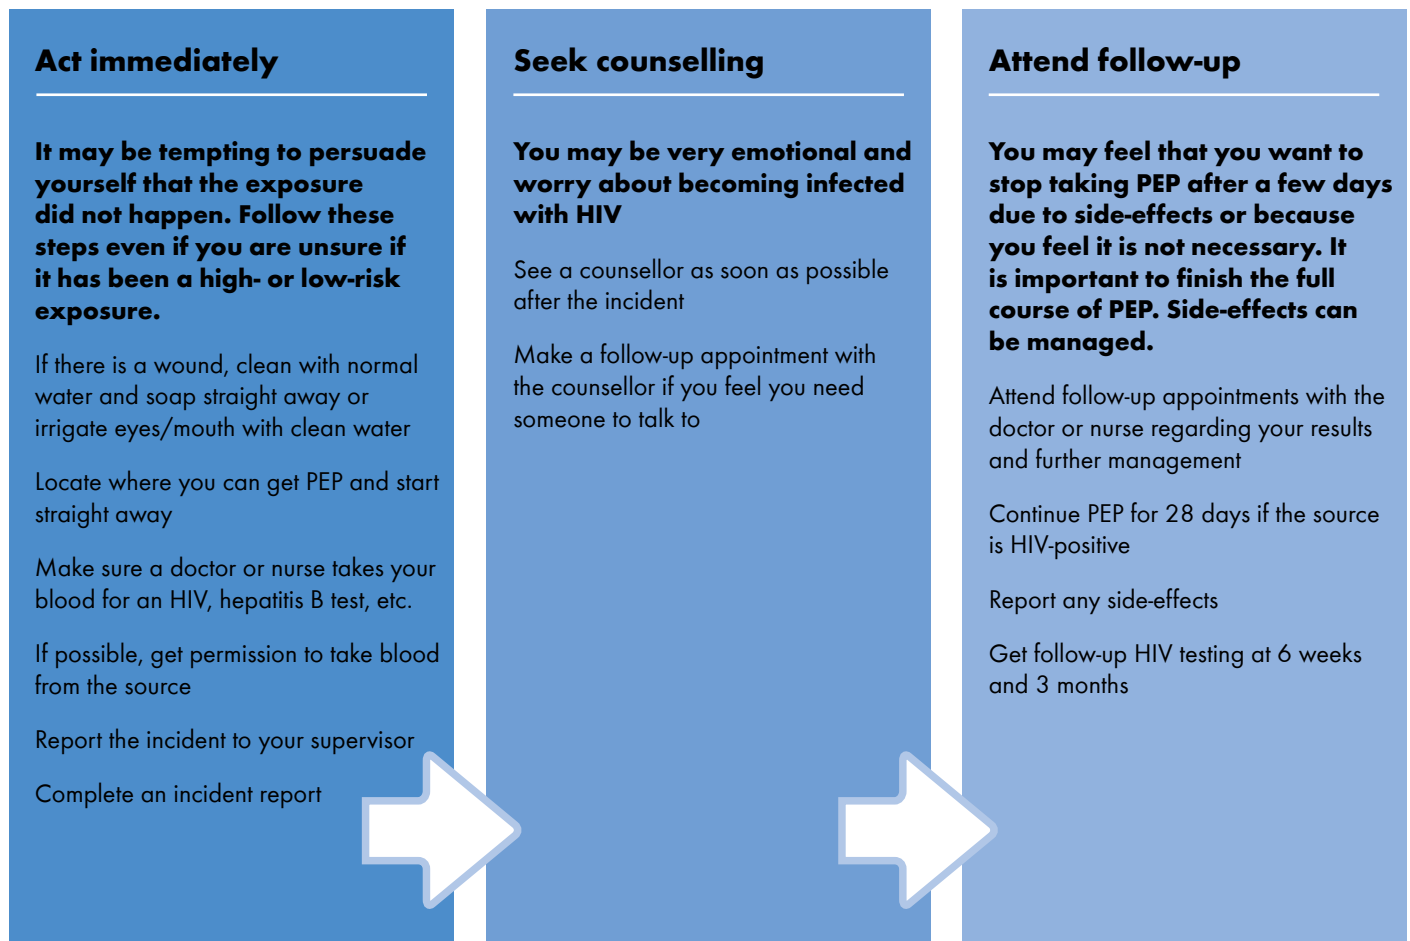 Act immediately
It may be tempting to persuade
yourself that the exposure
did not happen. Follow these
steps even if you are unsure if
it has been a high- or low-risk
exposure.
If there is a wound, clean with normal
water and soap straight away or
irrigate eyes/mouth with clean water
Locate where you can get PEP and start
straight away
Make sure a doctor or nurse takes your
blood for an HIV, hepatitis B test, etc.
If possible, get permission to take blood
from the source
Report the incident to your supervisor
Complete an incident report
Seek counselling
You may be very emotional and
worry about becoming infected
with HIV
See a counsellor as soon as possible
after the incident
Make a follow-up appointment with
the counsellor if you feel you need
someone to talk to
Attend follow-up
You may feel that you want to
stop taking PEP after a few days
due to side-effects or because
you feel it is not necessary. It
is important to finish the full
course of PEP. Side-effects can
be managed.
Attend follow-up appointments with the
doctor or nurse regarding your results
and further management
Continue PEP for 28 days if the source
is HIV-positive
Report any side-effects
Get follow-up HIV testing at 6 weeks
and 3 months